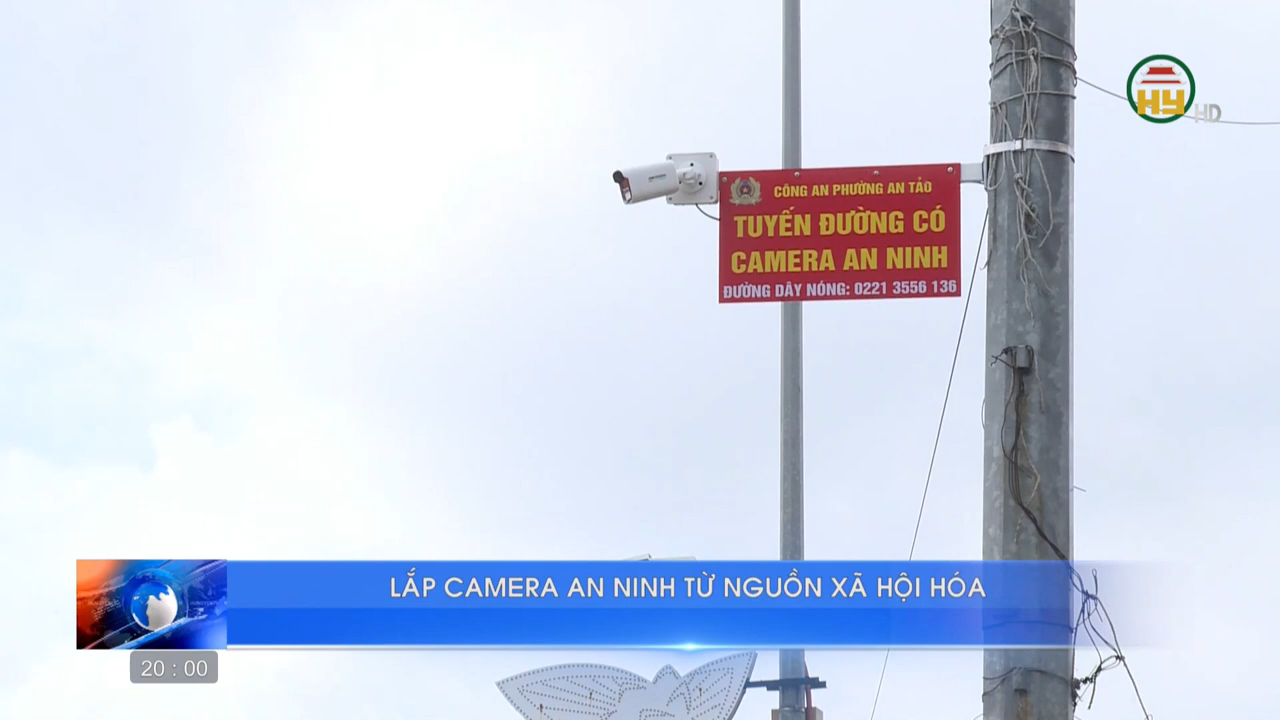 HY HD
CÔNG AN PHƯỜNG AN TẢO
TUYẾN ĐƯỜNG CÓ
CAMERA AN NINH
ĐƯỜNG DÂY NÓNG: 0221 3556 136
LẮP CAMERA AN NINH TỪ NGUỒN XÃ HỘI HÓA
20 : 00